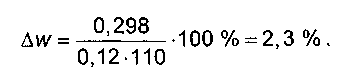 Δw = 0,298 / 0,12·110 ·100 % = 2,3 % .